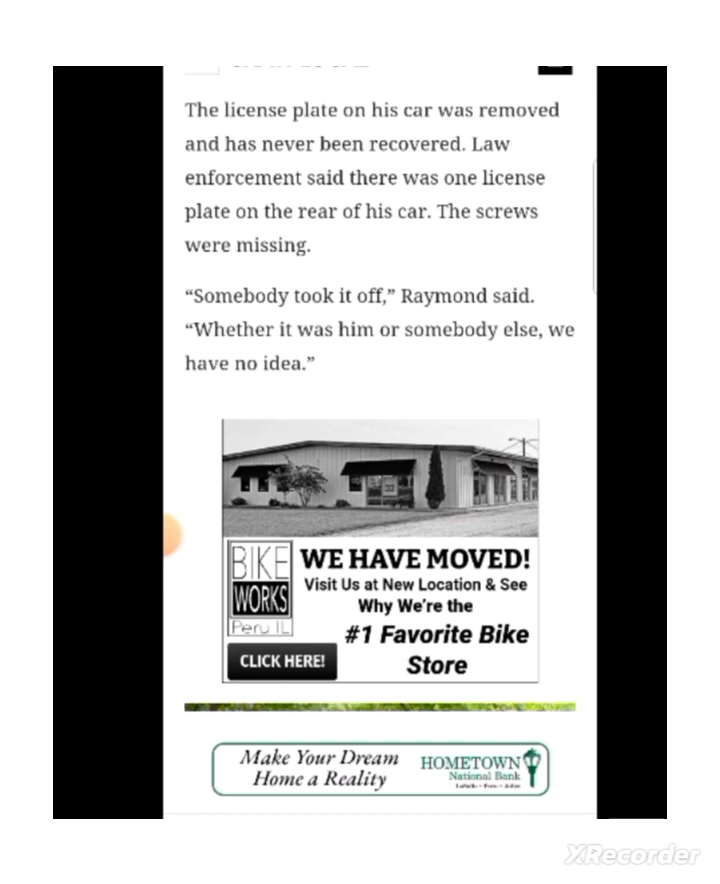 The license plate on his car was removed
and has never been recovered. Law
enforcement said there was one license
plate on the rear of his car. The screws
were missing.
“Somebody took it off,” Raymond said.
“Whether it was him or somebody else, we
have no idea.”
BIKE
WORKS
Peru IL
WE HAVE MOVED!
Visit Us at New Location & See
Why We're the
#1 Favorite Bike
Store
CLICK HERE!
Make Your Dream
Home a Reality
HOMETOWN
National Bank
XRecorder